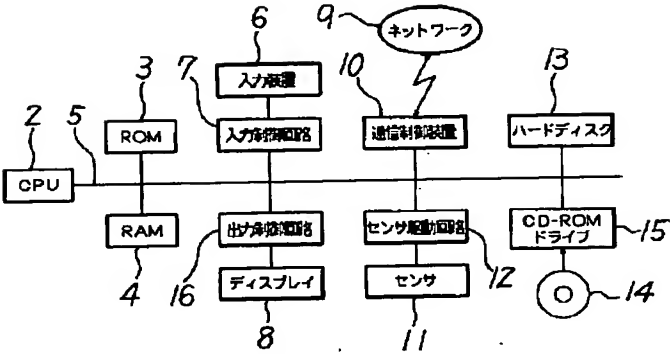 9
ネットワーク
6
入力装置
7
入力制御回路
3
ROM
10
通信制御装置
13
ハードディスク
2
5
CPU
RAM
4
出力制御回路
16
ディスプレイ
8
センサ駆動回路
12
センサ
11
CD-ROM
ドライブ
15
14